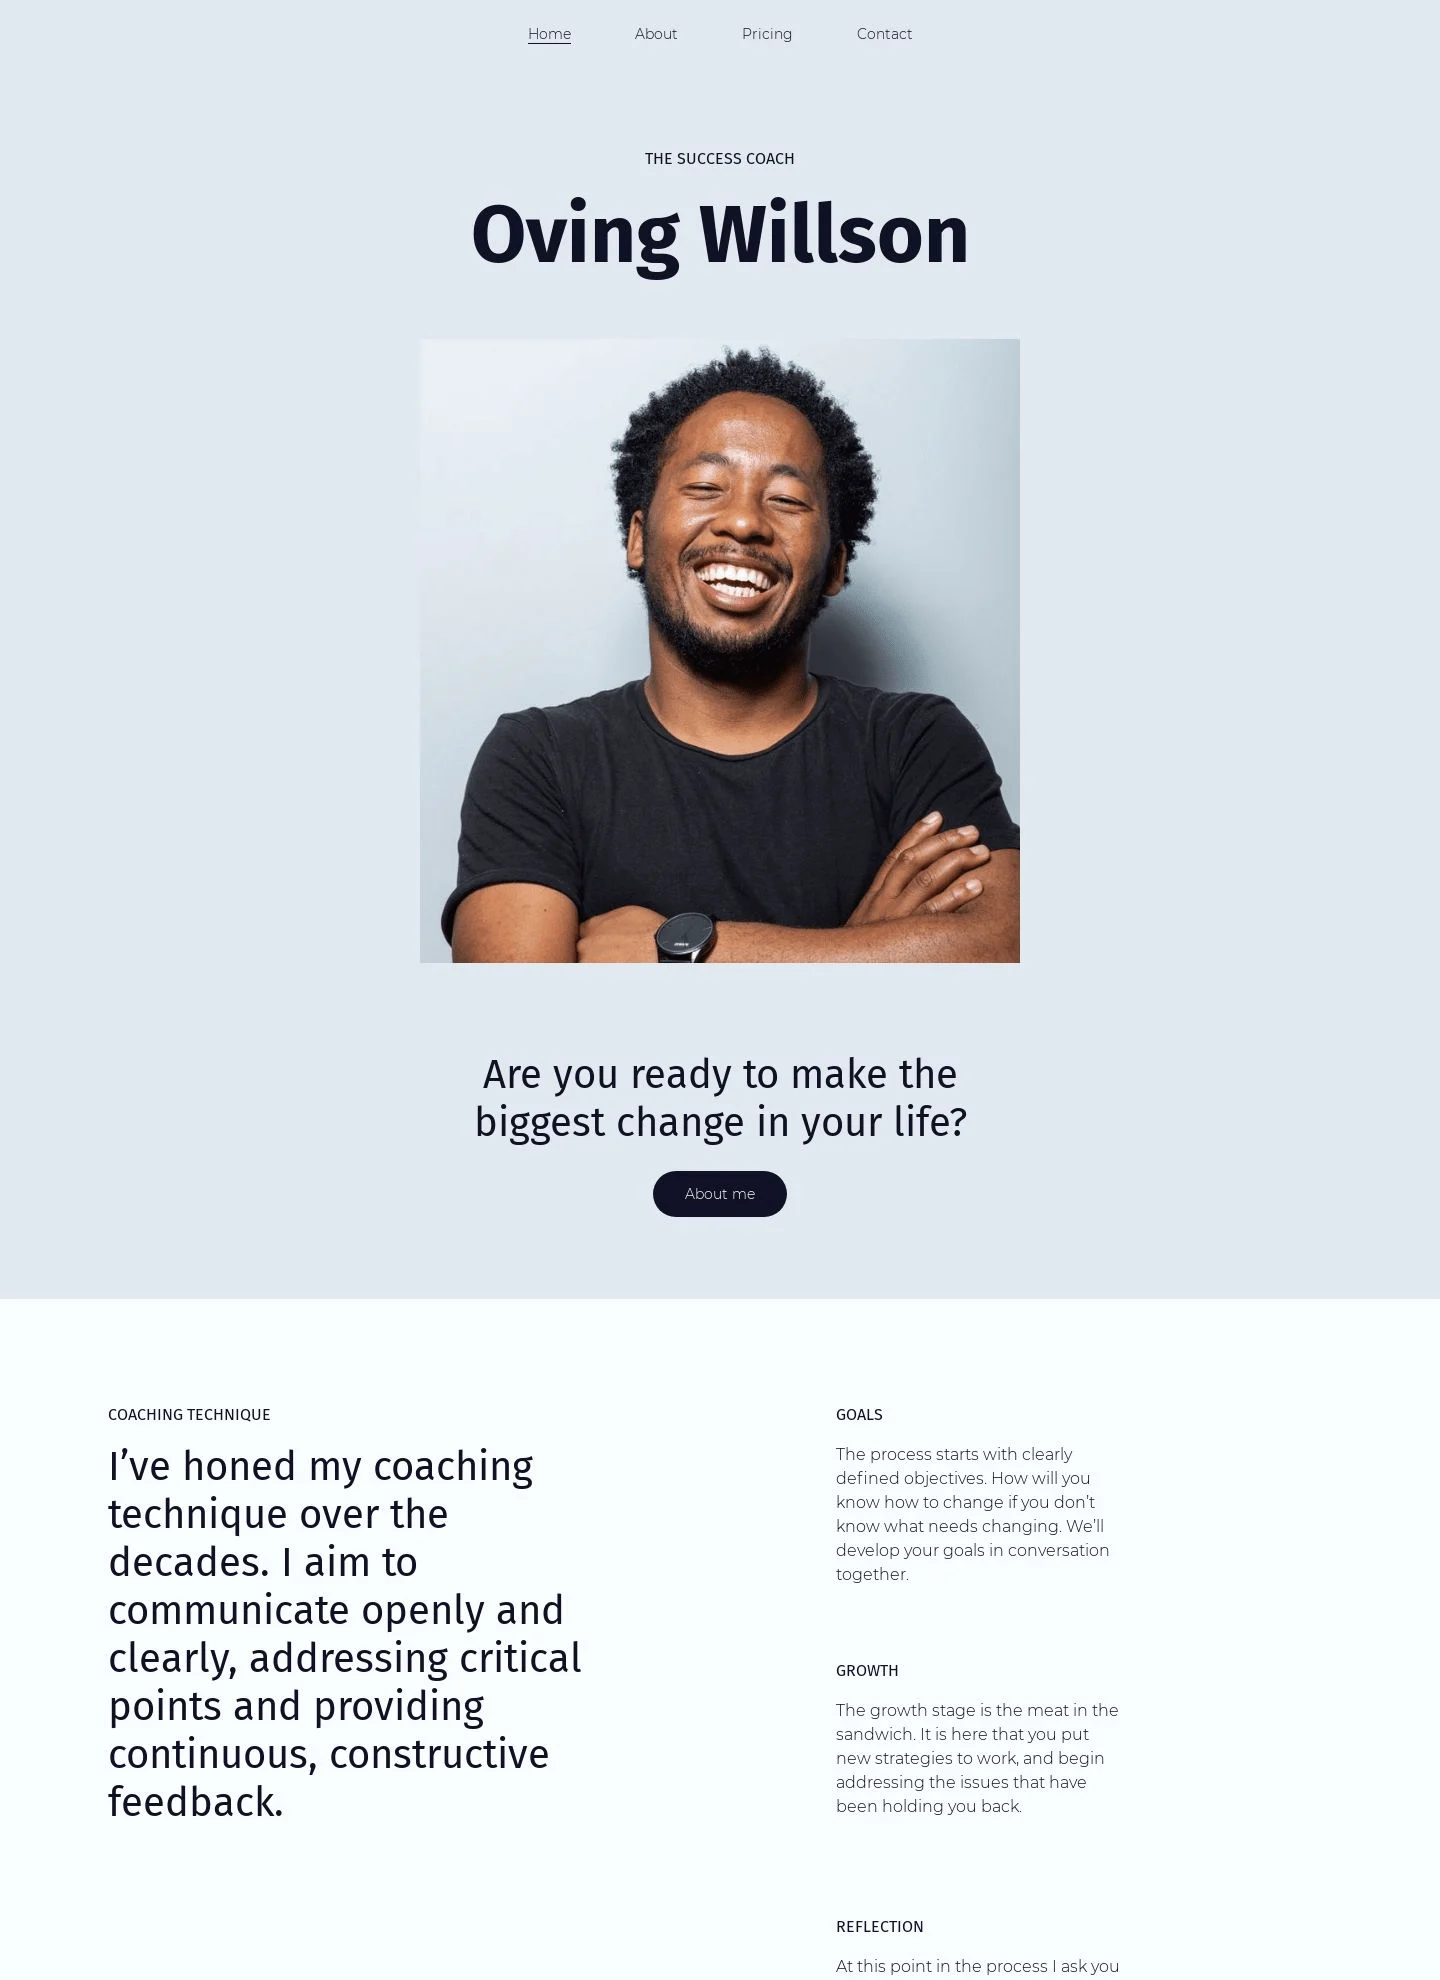 Home About Pricing Contact
THE SUCCESS COACH
Oving Willson
Are you ready to make the
biggest change in your life?
About me
COACHING TECHNIQUE
I’ve honed my coaching
technique over the
decades. I aim to
communicate openly and
clearly, addressing critical
points and providing
continuous, constructive
feedback.
GOALS
The process starts with clearly
defined objectives. How will you
know how to change if you don’t
know what needs changing. We’ll
develop your goals in conversation
together.
GROWTH
The growth stage is the meat in the
sandwich. It is here that you put
new strategies to work, and begin
addressing the issues that have
been holding you back.
REFLECTION
At this point in the process I ask you